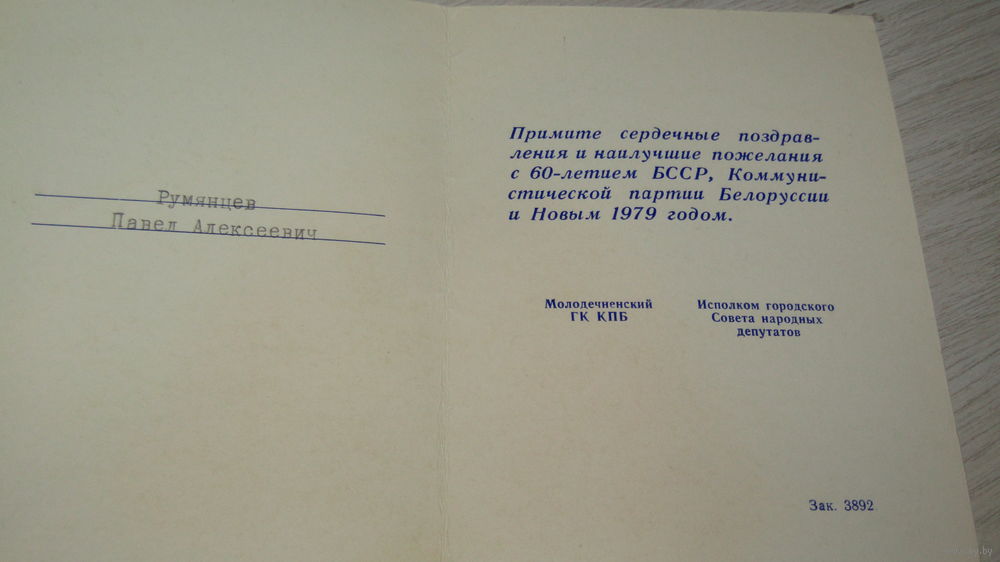 Румянцев
Павел Алексеевич
Примите сердечные поздрав-
ления и наилучшие пожелания
с 60-летием БССР, Коммуни-
стической партии Белоруссии
и Новым 1979 годом.
Молодечненский
ГК КПБ
Исполком городского
Совета народных
депутатов
Зак. 3892